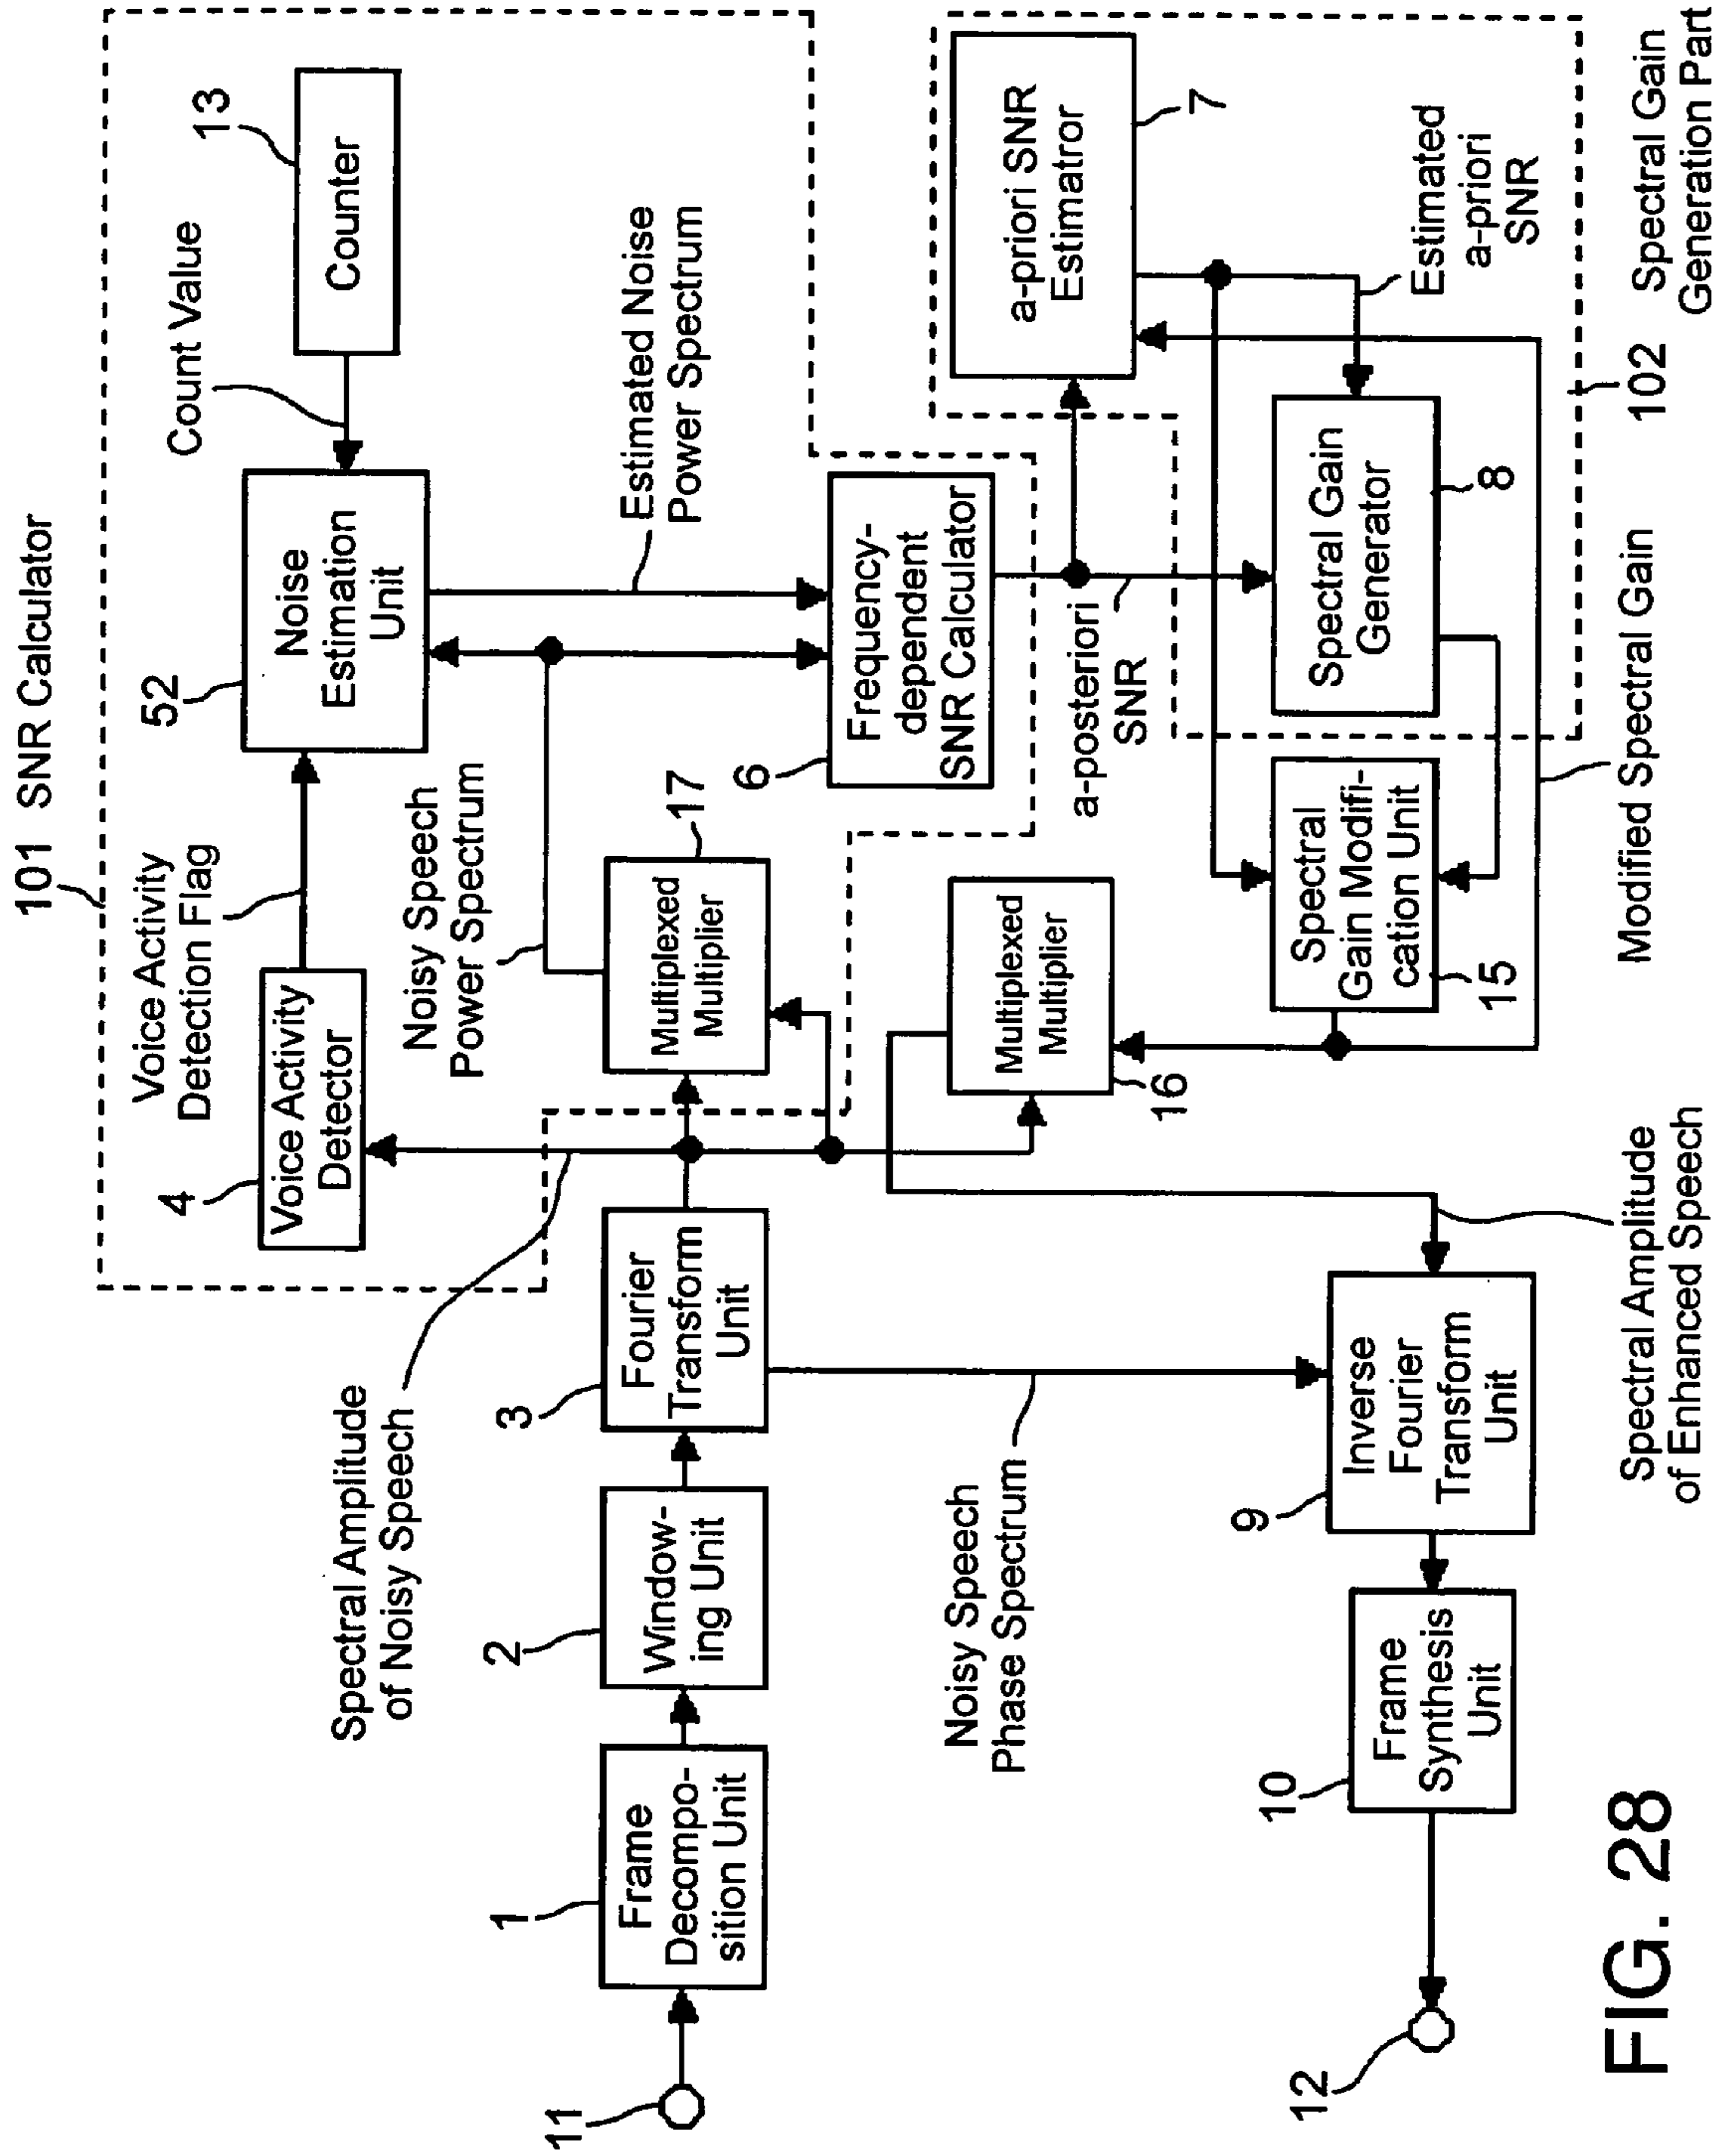 101 SNR Calculator
Voice Activity
Detection Flag
Count Value
13
Counter
4
Voice Activity
Detector
52
Noise
Estimation
Unit
Spectral Amplitude
of Noisy Speech
Noisy Speech
Power Spectrum
17
Multiplexed
Multiplier
Estimated Noise
Power Spectrum
11
1
Frame
Decompo-
sition Unit
2
Window-
ing Unit
3
Fourier
Transform
Unit
6
Frequency-
dependent
SNR Calculator
Noisy Speech
Phase Spectrum
Multiplexed
Multiplier
16
a-posteriori
SNR
a-priori SNR
Estimatror
7
12
10
Frame
Synthesis
Unit
9
Inverse
Fourier
Transform
Unit
Spectral
Gain Modifi-
cation Unit
15
Spectral Gain
Generator
8
Estimated
a-priori
SNR
Spectral Amplitude
of Enhanced Speech
Modified Spectral Gain
102 Spectral Gain
Generation Part
FIG. 28